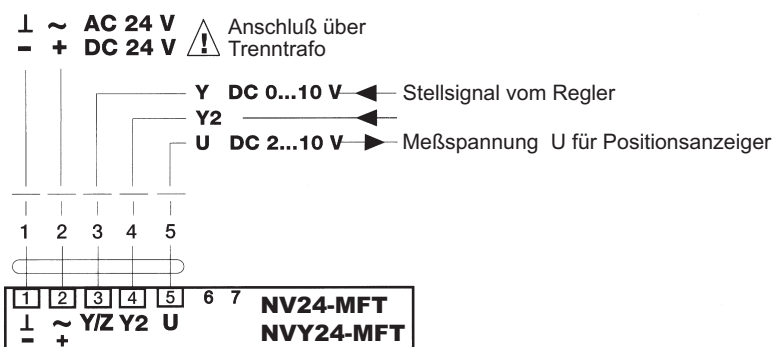 ⊥ ~ AC 24 V
– + DC 24 V
Anschluß über
Trenntrafo
Y DC 0...10 V Stellsignal vom Regler
Y2
U DC 2...10 V Meßspannung U für Positionsanzeiger
1 2 3 4 5
1 2 3 4 5 6 7
⊥ ~ Y/Z Y2 U
– +
NV24-MFT
NVY24-MFT